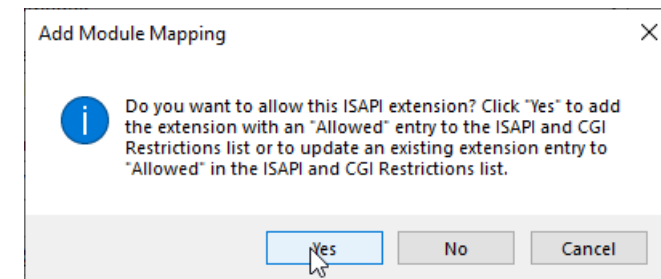 Add Module Mapping
Do you want to allow this ISAPI extension? Click "Yes" to add
the extension with an "Allowed" entry to the ISAPI and CGI
Restrictions list or to update an existing extension entry to
"Allowed" in the ISAPI and CGI Restrictions list.
Yes No Cancel